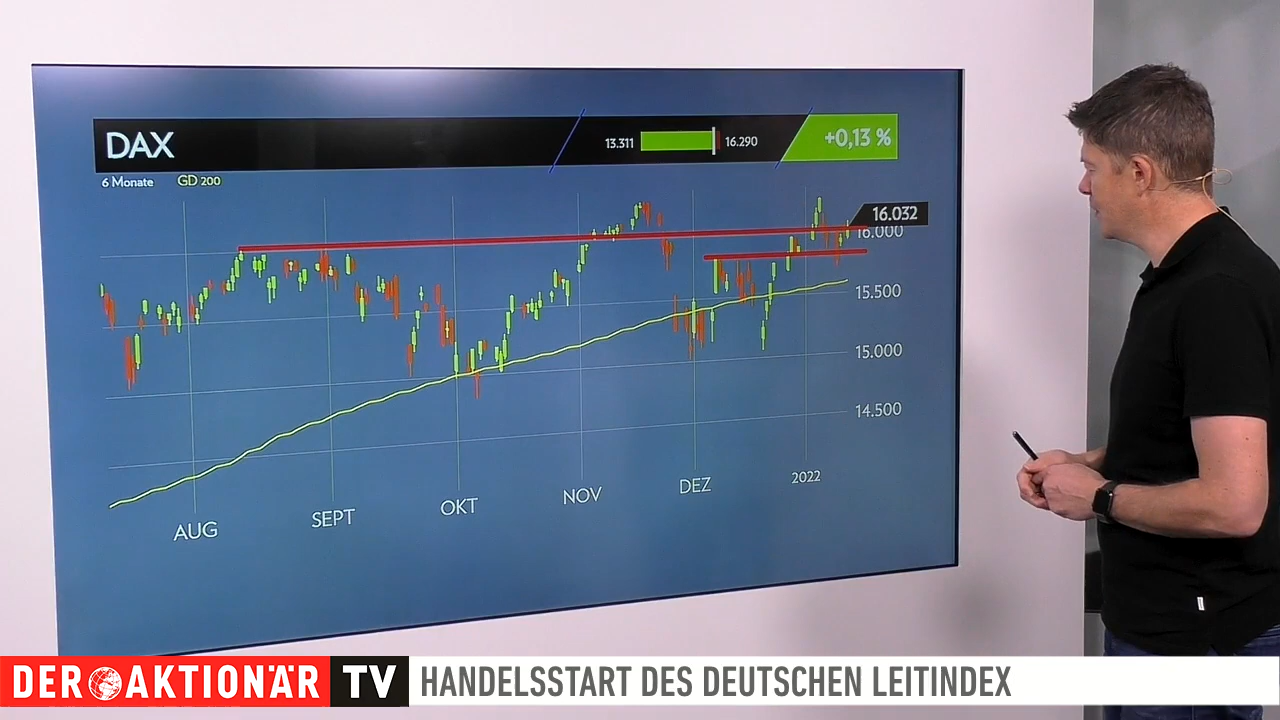 DAX
13.311
16.290
+0,13 %
6 Monate
GD 200
16.032
16.000
15.500
15.000
14.500
AUG
SEPT
OKT
NOV
DEZ
2022
DER AKTIONÄR TV
HANDELSSTART DES DEUTSCHEN LEITINDEX